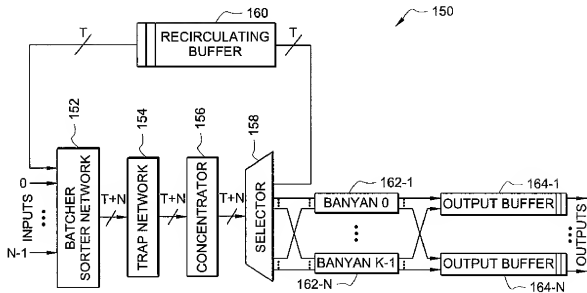 160
150
T
RECIRCULATING
BUFFER
T
152
154
156
158
162-1
164-1
0
INPUTS
N-1
BATCHER
SORTER NETWORK
T+N
TRAP NETWORK
T+N
CONCENTRATOR
T+N
SELECTOR
BANYAN 0
OUTPUT BUFFER
BANYAN K-1
OUTPUT BUFFER
OUTPUTS
162-N
164-N